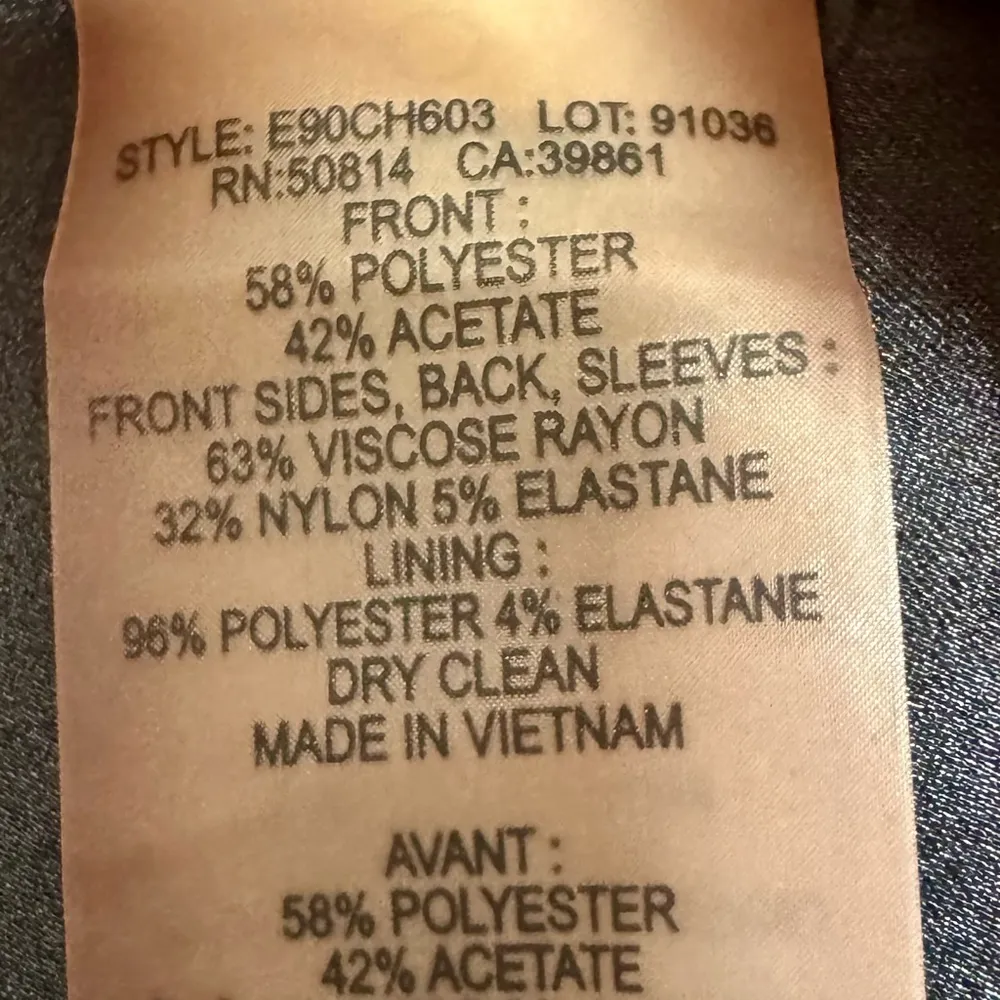 STYLE: E90CH603 LOT: 91036
RN:50814 CA:39861
FRONT :
58% POLYESTER
42% ACETATE
FRONT SIDES, BACK, SLEEVES :
63% VISCOSE RAYON
32% NYLON 5% ELASTANE
LINING :
96% POLYESTER 4% ELASTANE
DRY CLEAN
MADE IN VIETNAM
AVANT :
58% POLYESTER
42% ACETATE